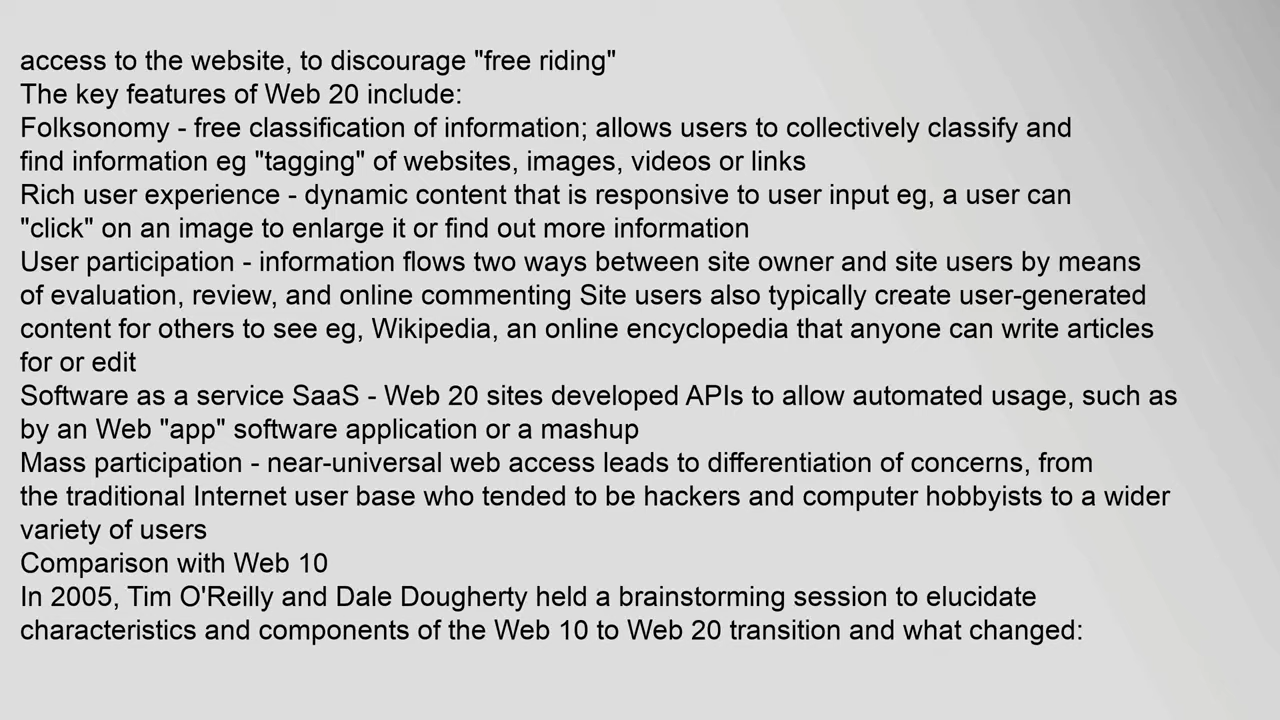 access to the website, to discourage "free riding"
The key features of Web 20 include:
Folksonomy - free classification of information; allows users to collectively classify and
find information eg "tagging" of websites, images, videos or links
Rich user experience - dynamic content that is responsive to user input eg, a user can
"click" on an image to enlarge it or find out more information
User participation - information flows two ways between site owner and site users by means
of evaluation, review, and online commenting Site users also typically create user-generated
content for others to see eg, Wikipedia, an online encyclopedia that anyone can write articles
for or edit
Software as a service SaaS - Web 20 sites developed APIs to allow automated usage, such as
by an Web "app" software application or a mashup
Mass participation - near-universal web access leads to differentiation of concerns, from
the traditional Internet user base who tended to be hackers and computer hobbyists to a wider
variety of users
Comparison with Web 10
In 2005, Tim O'Reilly and Dale Dougherty held a brainstorming session to elucidate
characteristics and components of the Web 10 to Web 20 transition and what changed: